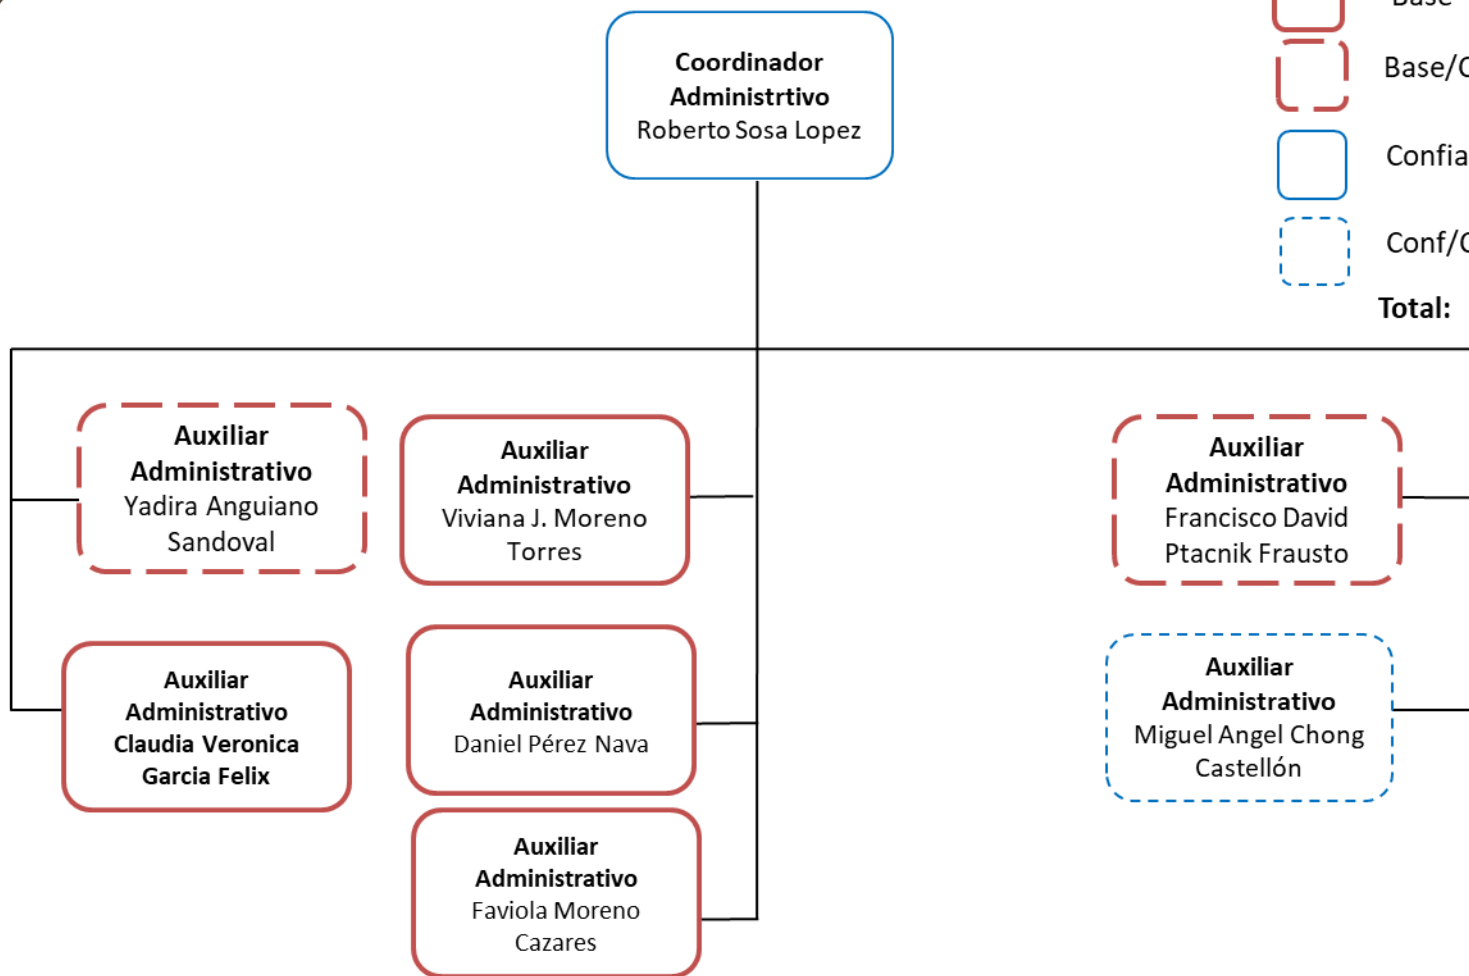 Coordinador
Administrtivo
Roberto Sosa Lopez
Base
Base/C
Confia
Conf/C
Total:
Auxiliar
Administrativo
Yadira Anguiano
Sandoval
Auxiliar
Administrativo
Viviana J. Moreno
Torres
Auxiliar
Administrativo
Francisco David
Ptacnik Frausto
Auxiliar
Administrativo
Claudia Veronica
Garcia Felix
Auxiliar
Administrativo
Daniel Pérez Nava
Auxiliar
Administrativo
Miguel Angel Chong
Castellón
Auxiliar
Administrativo
Faviola Moreno
Cazares